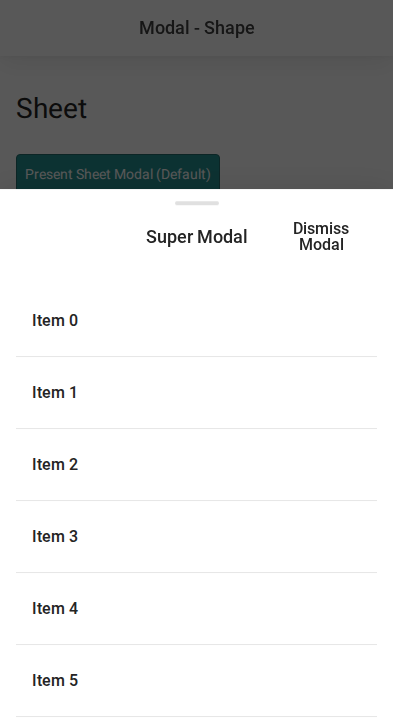 Modal - Shape
Sheet
Present Sheet Modal (Default)
Super Modal
Dismiss
Modal
Item 0
Item 1
Item 2
Item 3
Item 4
Item 5